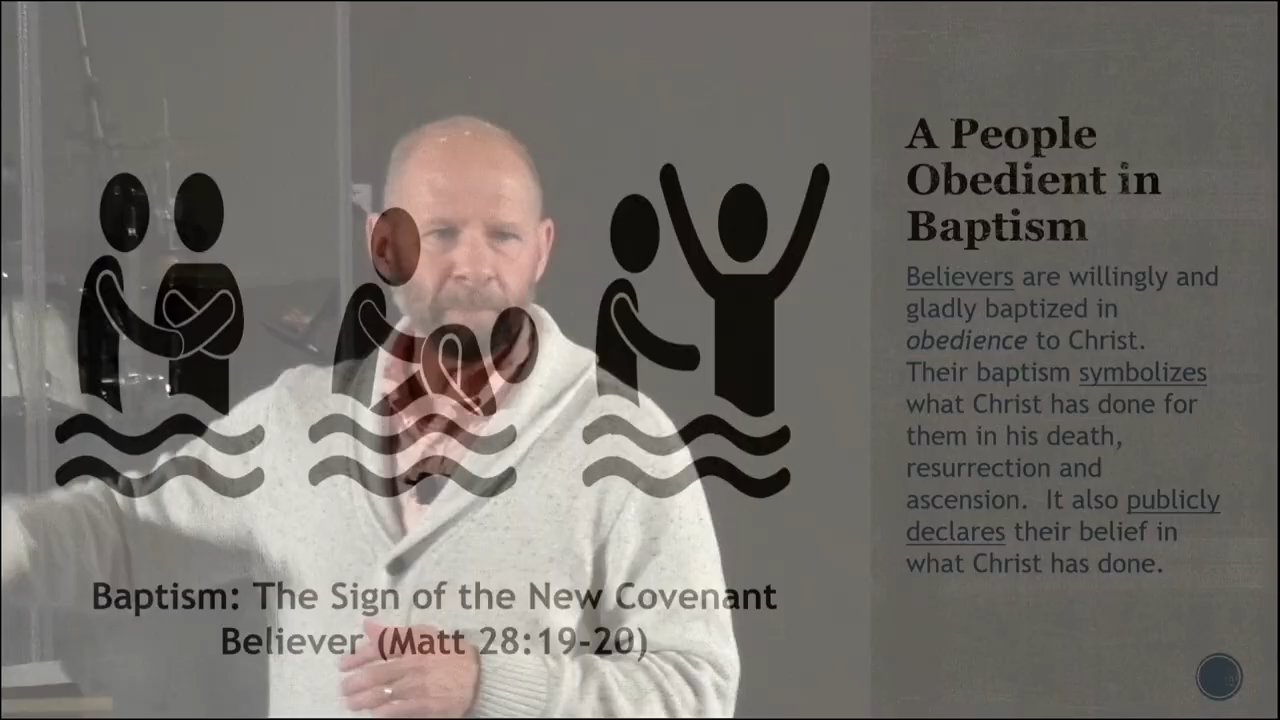 A People
Obedient in
Baptism
Believers are willingly and
gladly baptized in
obedience to Christ.
Their baptism symbolizes
what Christ has done for
them in his death,
resurrection and
ascension. It also publicly
declares their belief in
what Christ has done.
Baptism: The Sign of the New Covenant
Believer (Matt 28:19-20)